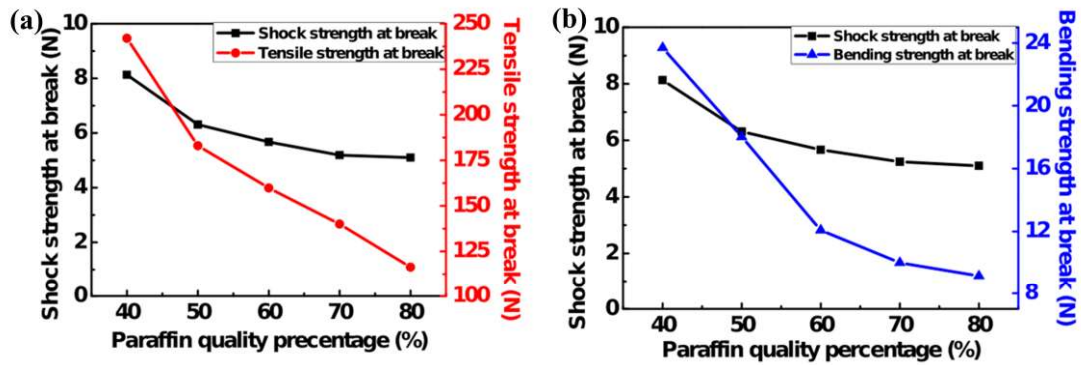 (a)
Shock strength at break
Tensile strength at break
Shock strength at break (N)
10
8
6
4
2
0
Tensile strength at break (N)
250
225
200
175
150
125
100
40 50 60 70 80
Paraffin quality precentage (%)
(b)
Shock strength at break
Bending strength at break
Shock strength at break (N)
10
8
6
4
2
0
Bending strength at break (N)
24
20
16
12
8
40 50 60 70 80
Paraffin quality percentage (%)